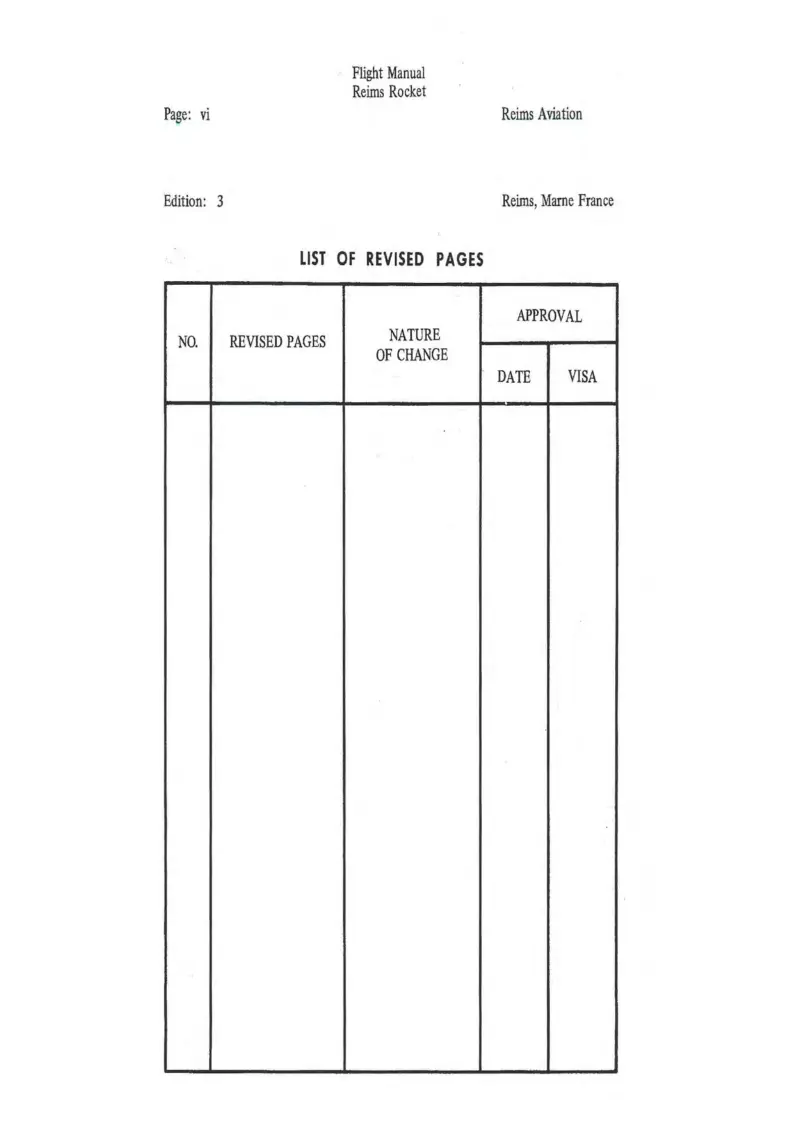 Flight Manual
Reims Rocket
Page: vi
Reims Aviation
Edition: 3
Reims, Marne France
LIST OF REVISED PAGES
NO.
REVISED PAGES
NATURE
OF CHANGE
APPROVAL
DATE
VISA